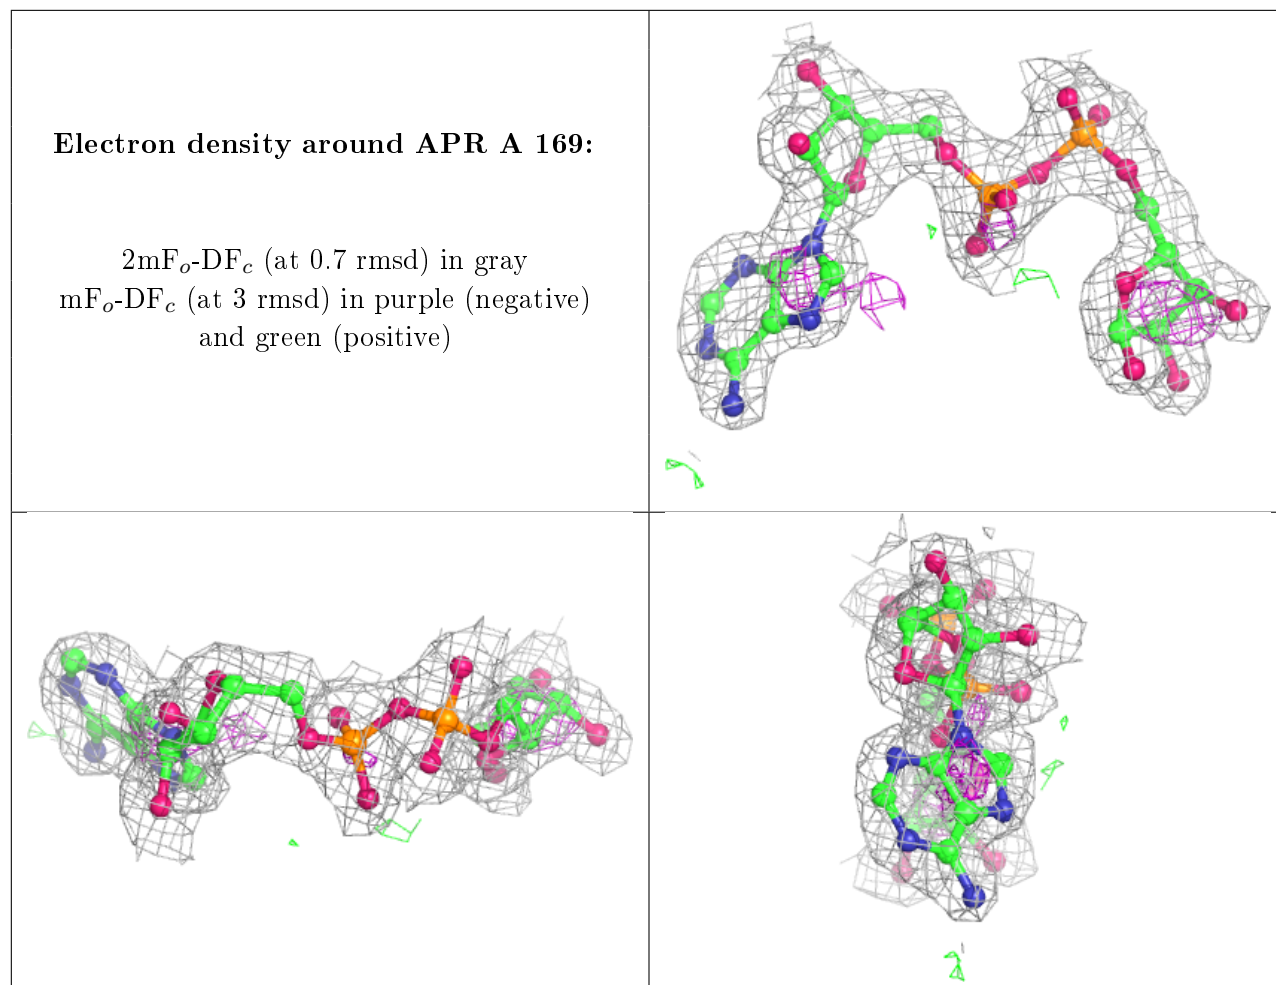 Electron density around APR A 169:
2mFₒ-DF𝒸 (at 0.7 rmsd) in gray
mFₒ-DF𝒸 (at 3 rmsd) in purple (negative)
and green (positive)